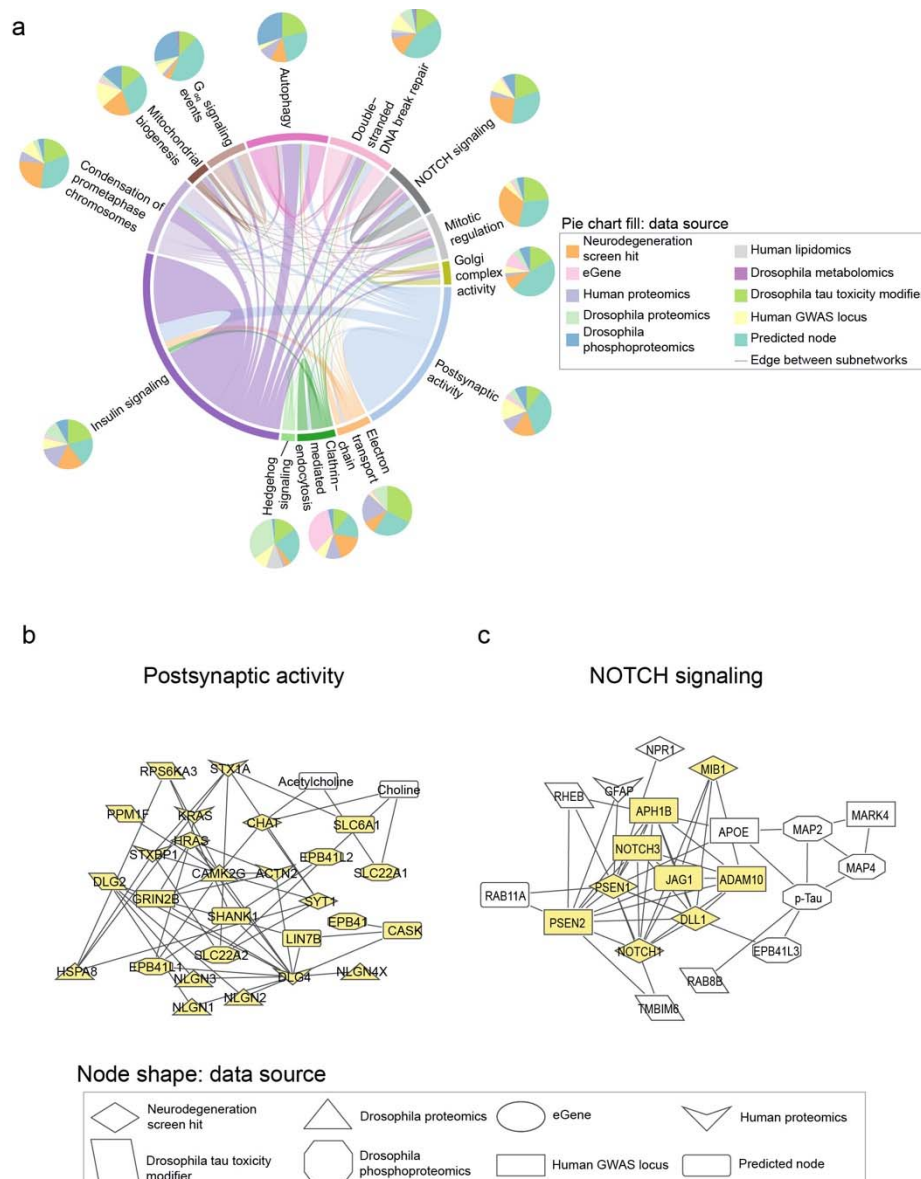 a
Autophagy
Gαs signaling
events
Mitochondrial
biogenesis
Condensation of
prometaphase
chromosomes
Insulin signaling
Double-
stranded
DNA break repair
NOTCH signaling
Mitotic
regulation
Golgi
complex
activity
Postsynaptic
activity
Electron
transport
chain
Clathrin-
mediated
endocytosis
Hedgehog
signaling
Pie chart fill: data source
Neurodegeneration
screen hit
eGene
Human proteomics
Drosophila proteomics
Drosophila
phosphoproteomics
Human lipidomics
Drosophila metabolomics
Drosophila tau toxicity modifier
Human GWAS locus
Predicted node
Edge between subnetworks
b
Postsynaptic activity
RPS6KA3
STX1A
Acetylcholine
Choline
PPM1F
KRAS
CHAT
SLC6A1
HRAS
STXBP1
EPB41L2
DLG2
CAMK2G
ACTN2
SLC22A1
GRIN2B
SYT1
SHANK1
EPB41
CASK
LIN7B
SLC22A2
HSPA8
EPB41L1
NLGN3
DLG4
NLGN4X
NLGN2
NLGN1
c
NOTCH signaling
NPR1
MIB1
RHEB
GFAP
APH1B
MARK4
APOE
MAP2
NOTCH3
MAP4
PSEN1
JAG1
ADAM10
RAB11A
p-Tau
PSEN2
DLL1
NOTCH1
EPB41L3
RAB8B
TMBIM6
Node shape: data source
Neurodegeneration
screen hit
Drosophila proteomics
eGene
Human proteomics
Drosophila tau toxicity
modifier
Drosophila
phosphoproteomics
Human GWAS locus
Predicted node